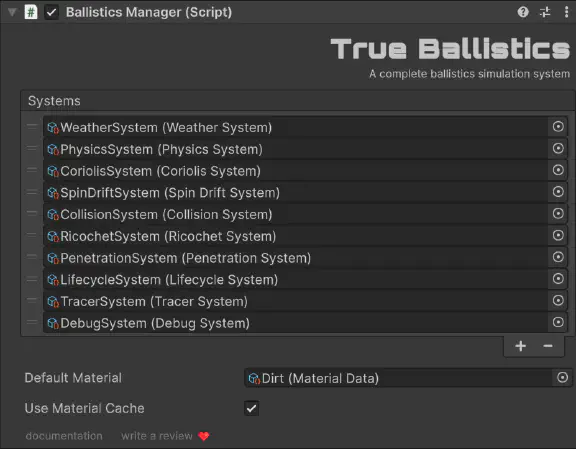 Ballistics Manager (Script)
True Ballistics
A complete ballistics simulation system
Systems
WeatherSystem (Weather System)
PhysicsSystem (Physics System)
CoriolisSystem (Coriolis System)
SpinDriftSystem (Spin Drift System)
CollisionSystem (Collision System)
RicochetSystem (Ricochet System)
PenetrationSystem (Penetration System)
LifecycleSystem (Lifecycle System)
TracerSystem (Tracer System)
DebugSystem (Debug System)
Default Material Dirt (Material Data)
Use Material Cache
documentation write a review